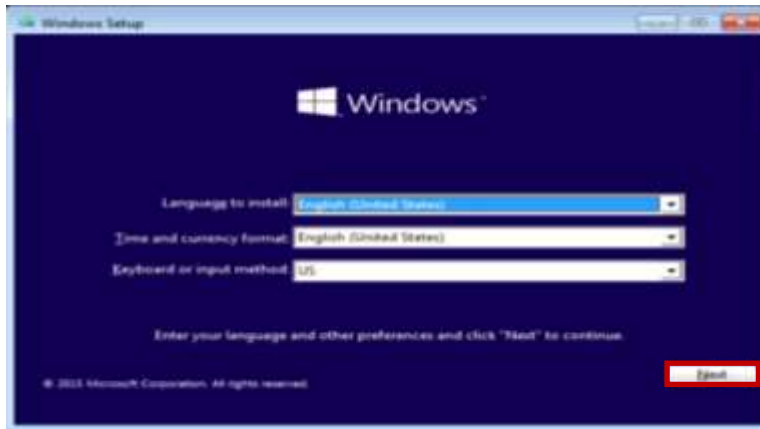 Windows Setup
Windows
Language to install: English (United States)
Time and currency format: English (United States)
Keyboard or input method: US
Enter your language and other preferences and click "Next" to continue.
Next
© 2015 Microsoft Corporation. All rights reserved.